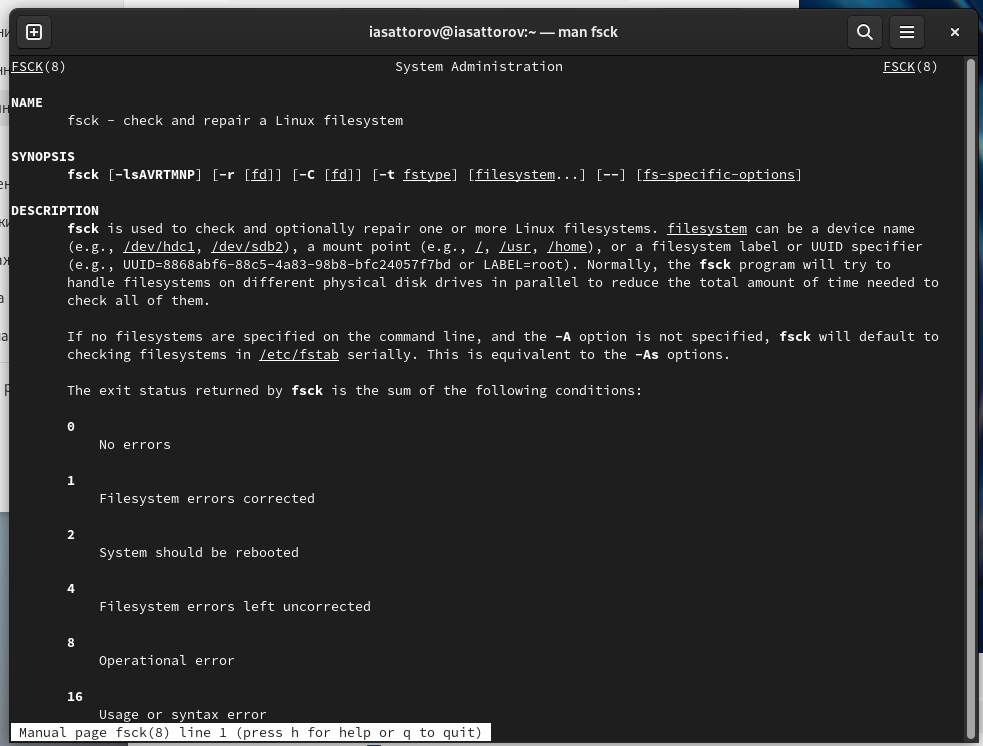 iasattorov@iasattorov:~ — man fsck
FSCK(8) System Administration FSCK(8)
NAME
fsck - check and repair a Linux filesystem
SYNOPSIS
fsck [-lsAVRTMNP] [-r [fd]] [-C [fd]] [-t fstype] [filesystem...] [--] [fs-specific-options]
DESCRIPTION
fsck is used to check and optionally repair one or more Linux filesystems. filesystem can be a device name
(e.g., /dev/hdc1, /dev/sdb2), a mount point (e.g., /, /usr, /home), or a filesystem label or UUID specifier
(e.g., UUID=8868abf6-88c5-4a83-98b8-bfc24057f7bd or LABEL=root). Normally, the fsck program will try to
handle filesystems on different physical disk drives in parallel to reduce the total amount of time needed to
check all of them.
If no filesystems are specified on the command line, and the -A option is not specified, fsck will default to
checking filesystems in /etc/fstab serially. This is equivalent to the -As options.
The exit status returned by fsck is the sum of the following conditions:
0
No errors
1
Filesystem errors corrected
2
System should be rebooted
4
Filesystem errors left uncorrected
8
Operational error
16
Usage or syntax error
Manual page fsck(8) line 1 (press h for help or q to quit)